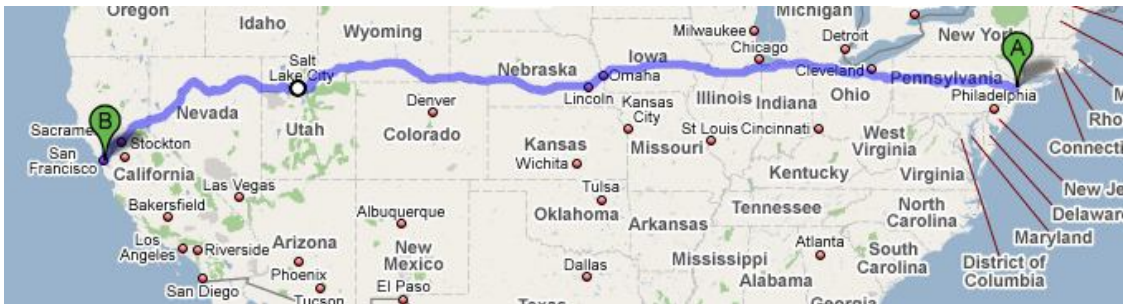 Oregon
Idaho
Wyoming
Michigan
Milwaukee
Detroit
New York
A
Iowa
Chicago
Salt
Lake City
Nebraska
Omaha
Cleveland
Pennsylvania
Lincoln
Illinois
Indiana
Ohio
Philadelphia
Nevada
Denver
Kansas
City
B
Utah
Colorado
Sacrame
Stockton
San
Francisco
California
Kansas
Missouri
St Louis
Cincinnati
West
Virginia
Rho
Connecti
Wichita
Kentucky
Virginia
Las Vegas
Tulsa
New Je
Bakersfield
Albuquerque
Oklahoma
Arkansas
Tennessee
North
Carolina
Delaware
Maryland
Los
Angeles
Riverside
Arizona
New
Mexico
Atlanta
South
Carolina
District of
Columbia
Phoenix
Dallas
Mississippi
Alabama
San Diego
Tucson
El Paso
Texas
Georgia
M